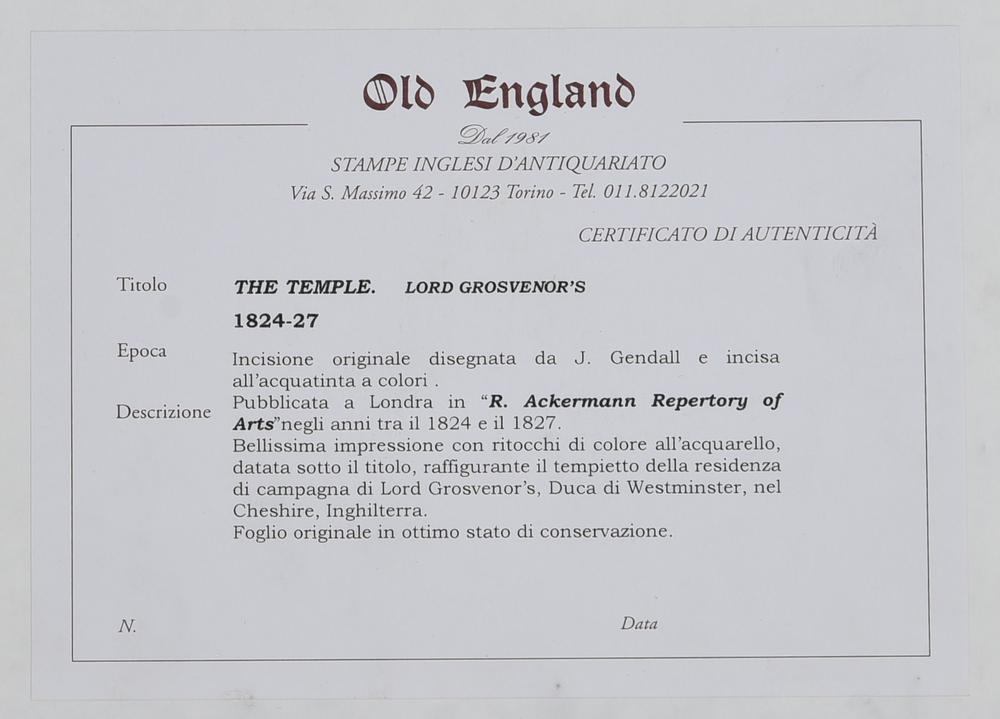 Old England
Dal 1981
STAMPE INGLESI D'ANTIQUARIATO
Via S. Massimo 42 - 10123 Torino - Tel. 011.8122021
CERTIFICATO DI AUTENTICITÀ
Titolo THE TEMPLE. LORD GROSVENOR'S
1824-27
Epoca
Incisione originale disegnata da J. Gendall e incisa
all'acquatinta a colori .
Descrizione
Pubblicata a Londra in “R. Ackermann Repertory of
Arts”negli anni tra il 1824 e il 1827.
Bellissima impressione con ritocchi di colore all'acquarello,
datata sotto il titolo, raffigurante il tempietto della residenza
di campagna di Lord Grosvenor's, Duca di Westminster, nel
Cheshire, Inghilterra.
Foglio originale in ottimo stato di conservazione.
N. Data